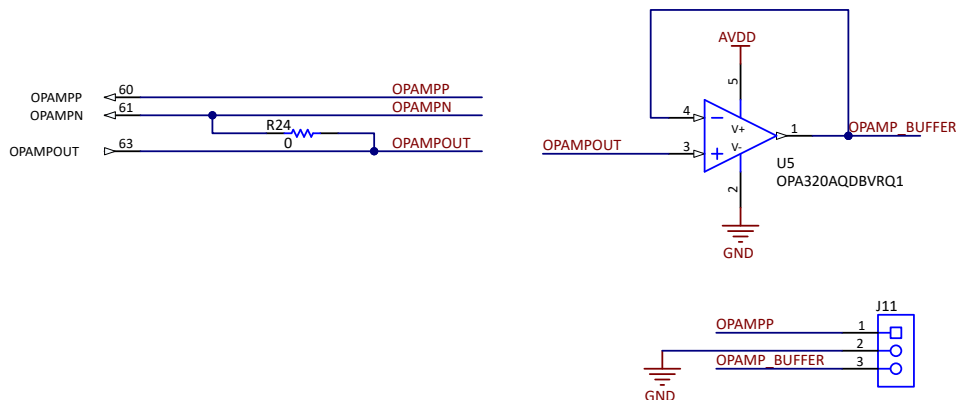 OPAMPP 60 OPAMPP
OPAMPN 61 OPAMPN
R24
0
OPAMPOUT 63 OPAMPOUT
AVDD
5
4
V+
1 OPAMP_BUFFER
OPAMPOUT 3
V-
U5
OPA320AQDBVRQ1
2
GND
J11
OPAMPP 1
2
OPAMP_BUFFER 3
GND